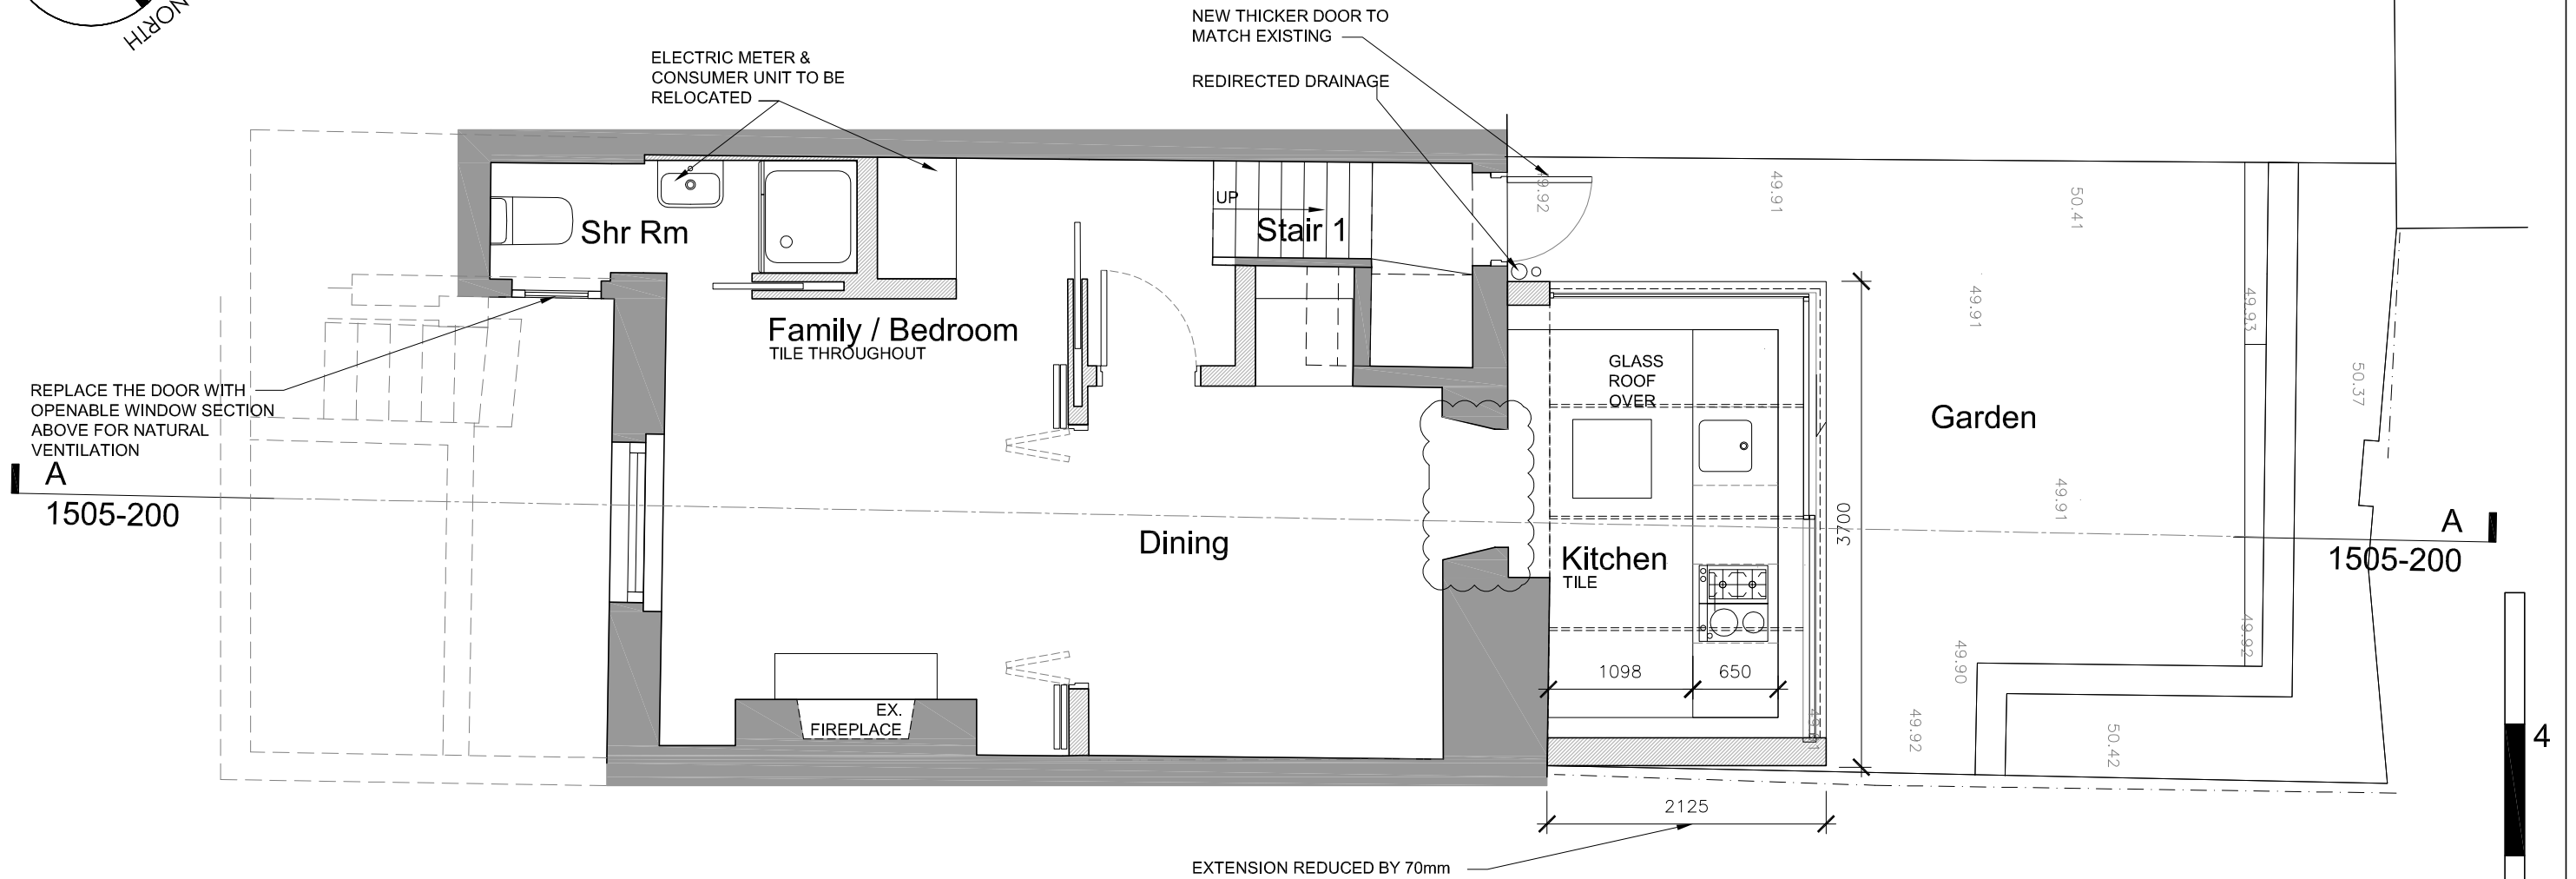 NORTH
NEW THICKER DOOR TO
MATCH EXISTING
ELECTRIC METER &
CONSUMER UNIT TO BE
RELOCATED
REDIRECTED DRAINAGE
Shr Rm
UP
Stair 1
49.92
49.91
50.41
Family / Bedroom
TILE THROUGHOUT
GLASS
ROOF
OVER
49.91
49.93
50.37
REPLACE THE DOOR WITH
OPENABLE WINDOW SECTION
ABOVE FOR NATURAL
VENTILATION
Garden
A
1505-200
49.91
3700
Dining
Kitchen
TILE
A
1505-200
1098
650
49.90
49.92
EX.
FIREPLACE
49.92
50.42
4
2125
EXTENSION REDUCED BY 70mm